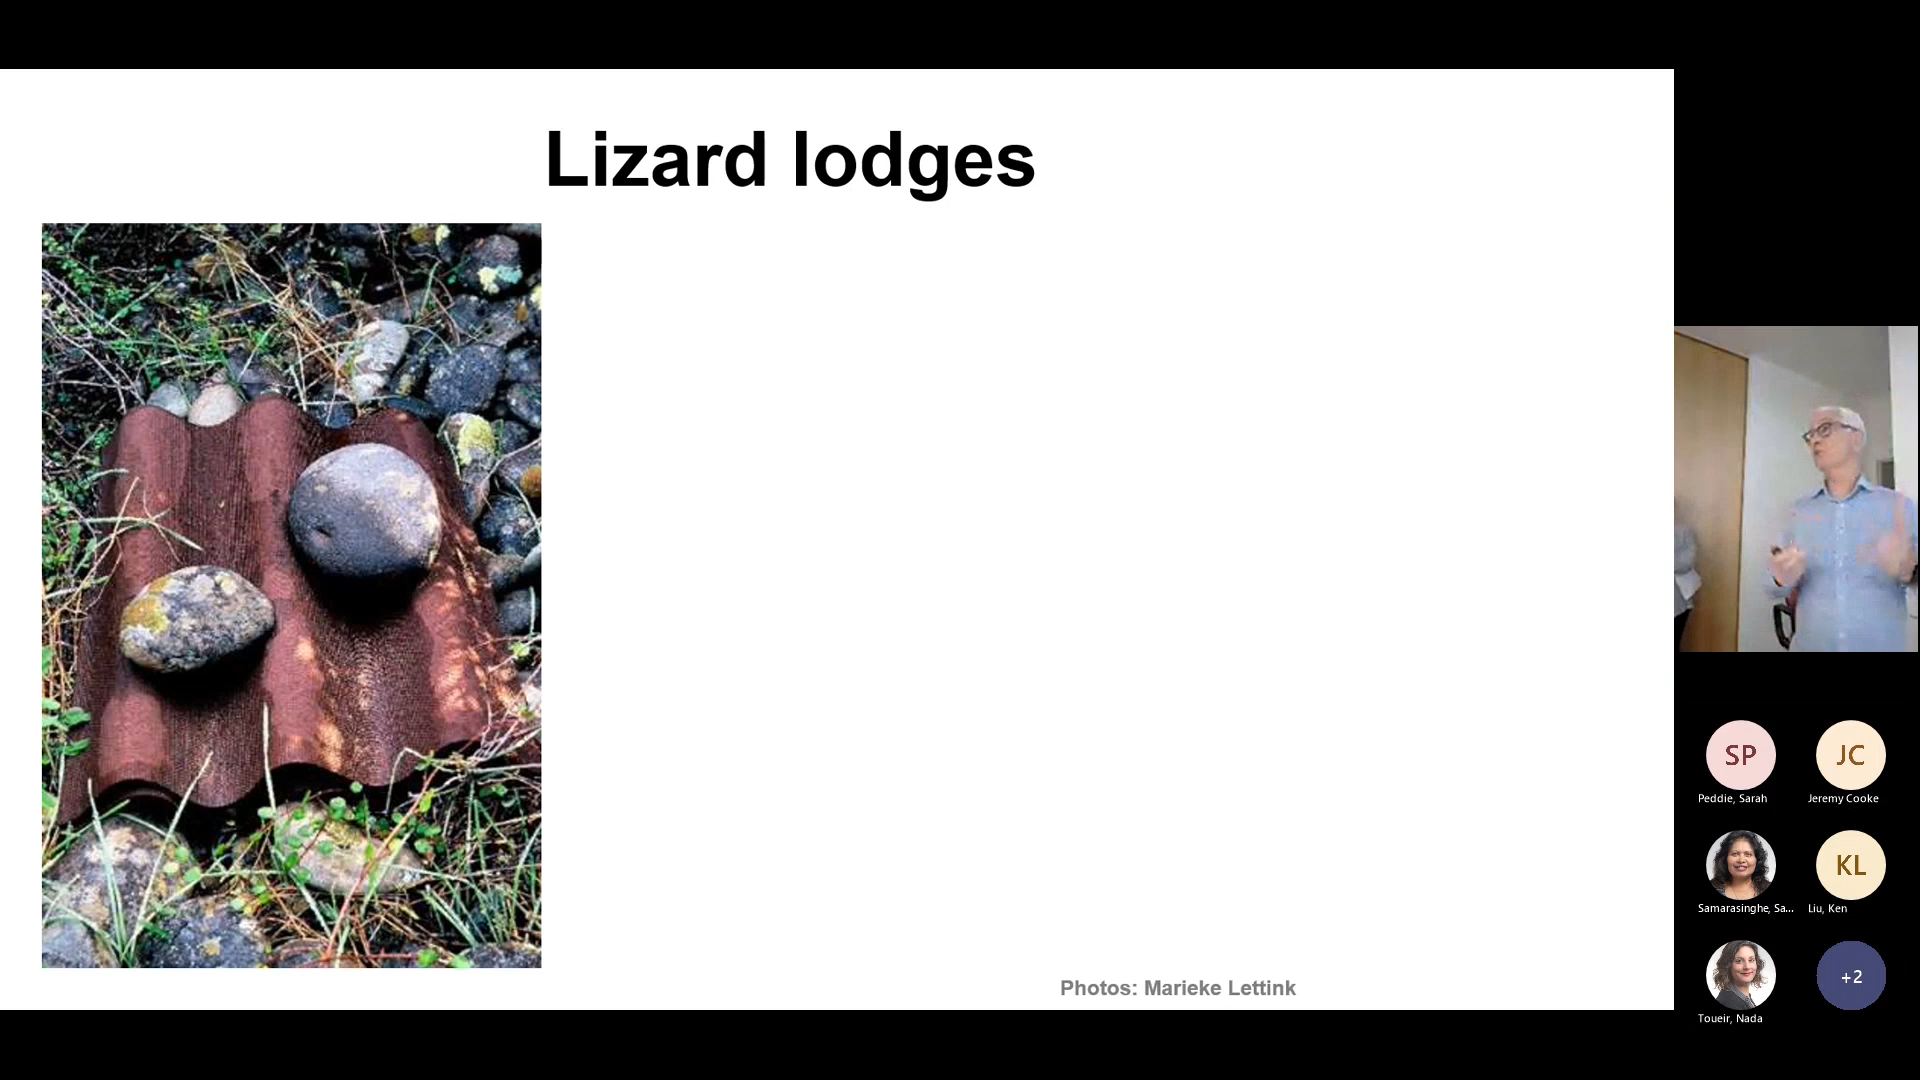 Lizard lodges
Photos: Marieke Lettink
SP
JC
Peddie, Sarah
Jeremy Cooke
KL
Samarasinghe, Sa...
Liu, Ken
+2
Toueir, Nada